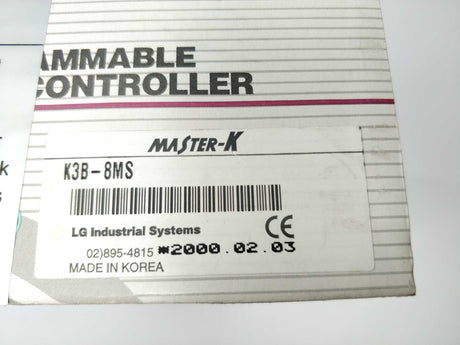 AMMABLE
CONTROLLER
MASTER-K
K3B-8MS
LG Industrial Systems
CE
02)895-4815 *2000.02.03
MADE IN KOREA